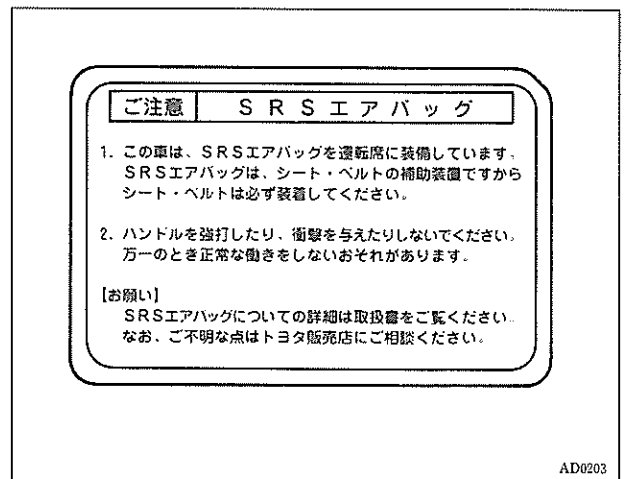 ご注意 SRSエアバッグ
1. この車は、SRSエアバッグを運転席に装備しています。
SRSエアバッグは、シート・ベルトの補助装置ですから
シート・ベルトは必ず装着してください。
2. ハンドルを強打したり、衝撃を与えたりしないでください。
万一のとき正常な働きをしないおそれがあります。
【お願い】
SRSエアバッグについての詳細は取扱書をご覧ください。
なお、ご不明な点はトヨタ販売店にご相談ください。
AD0203